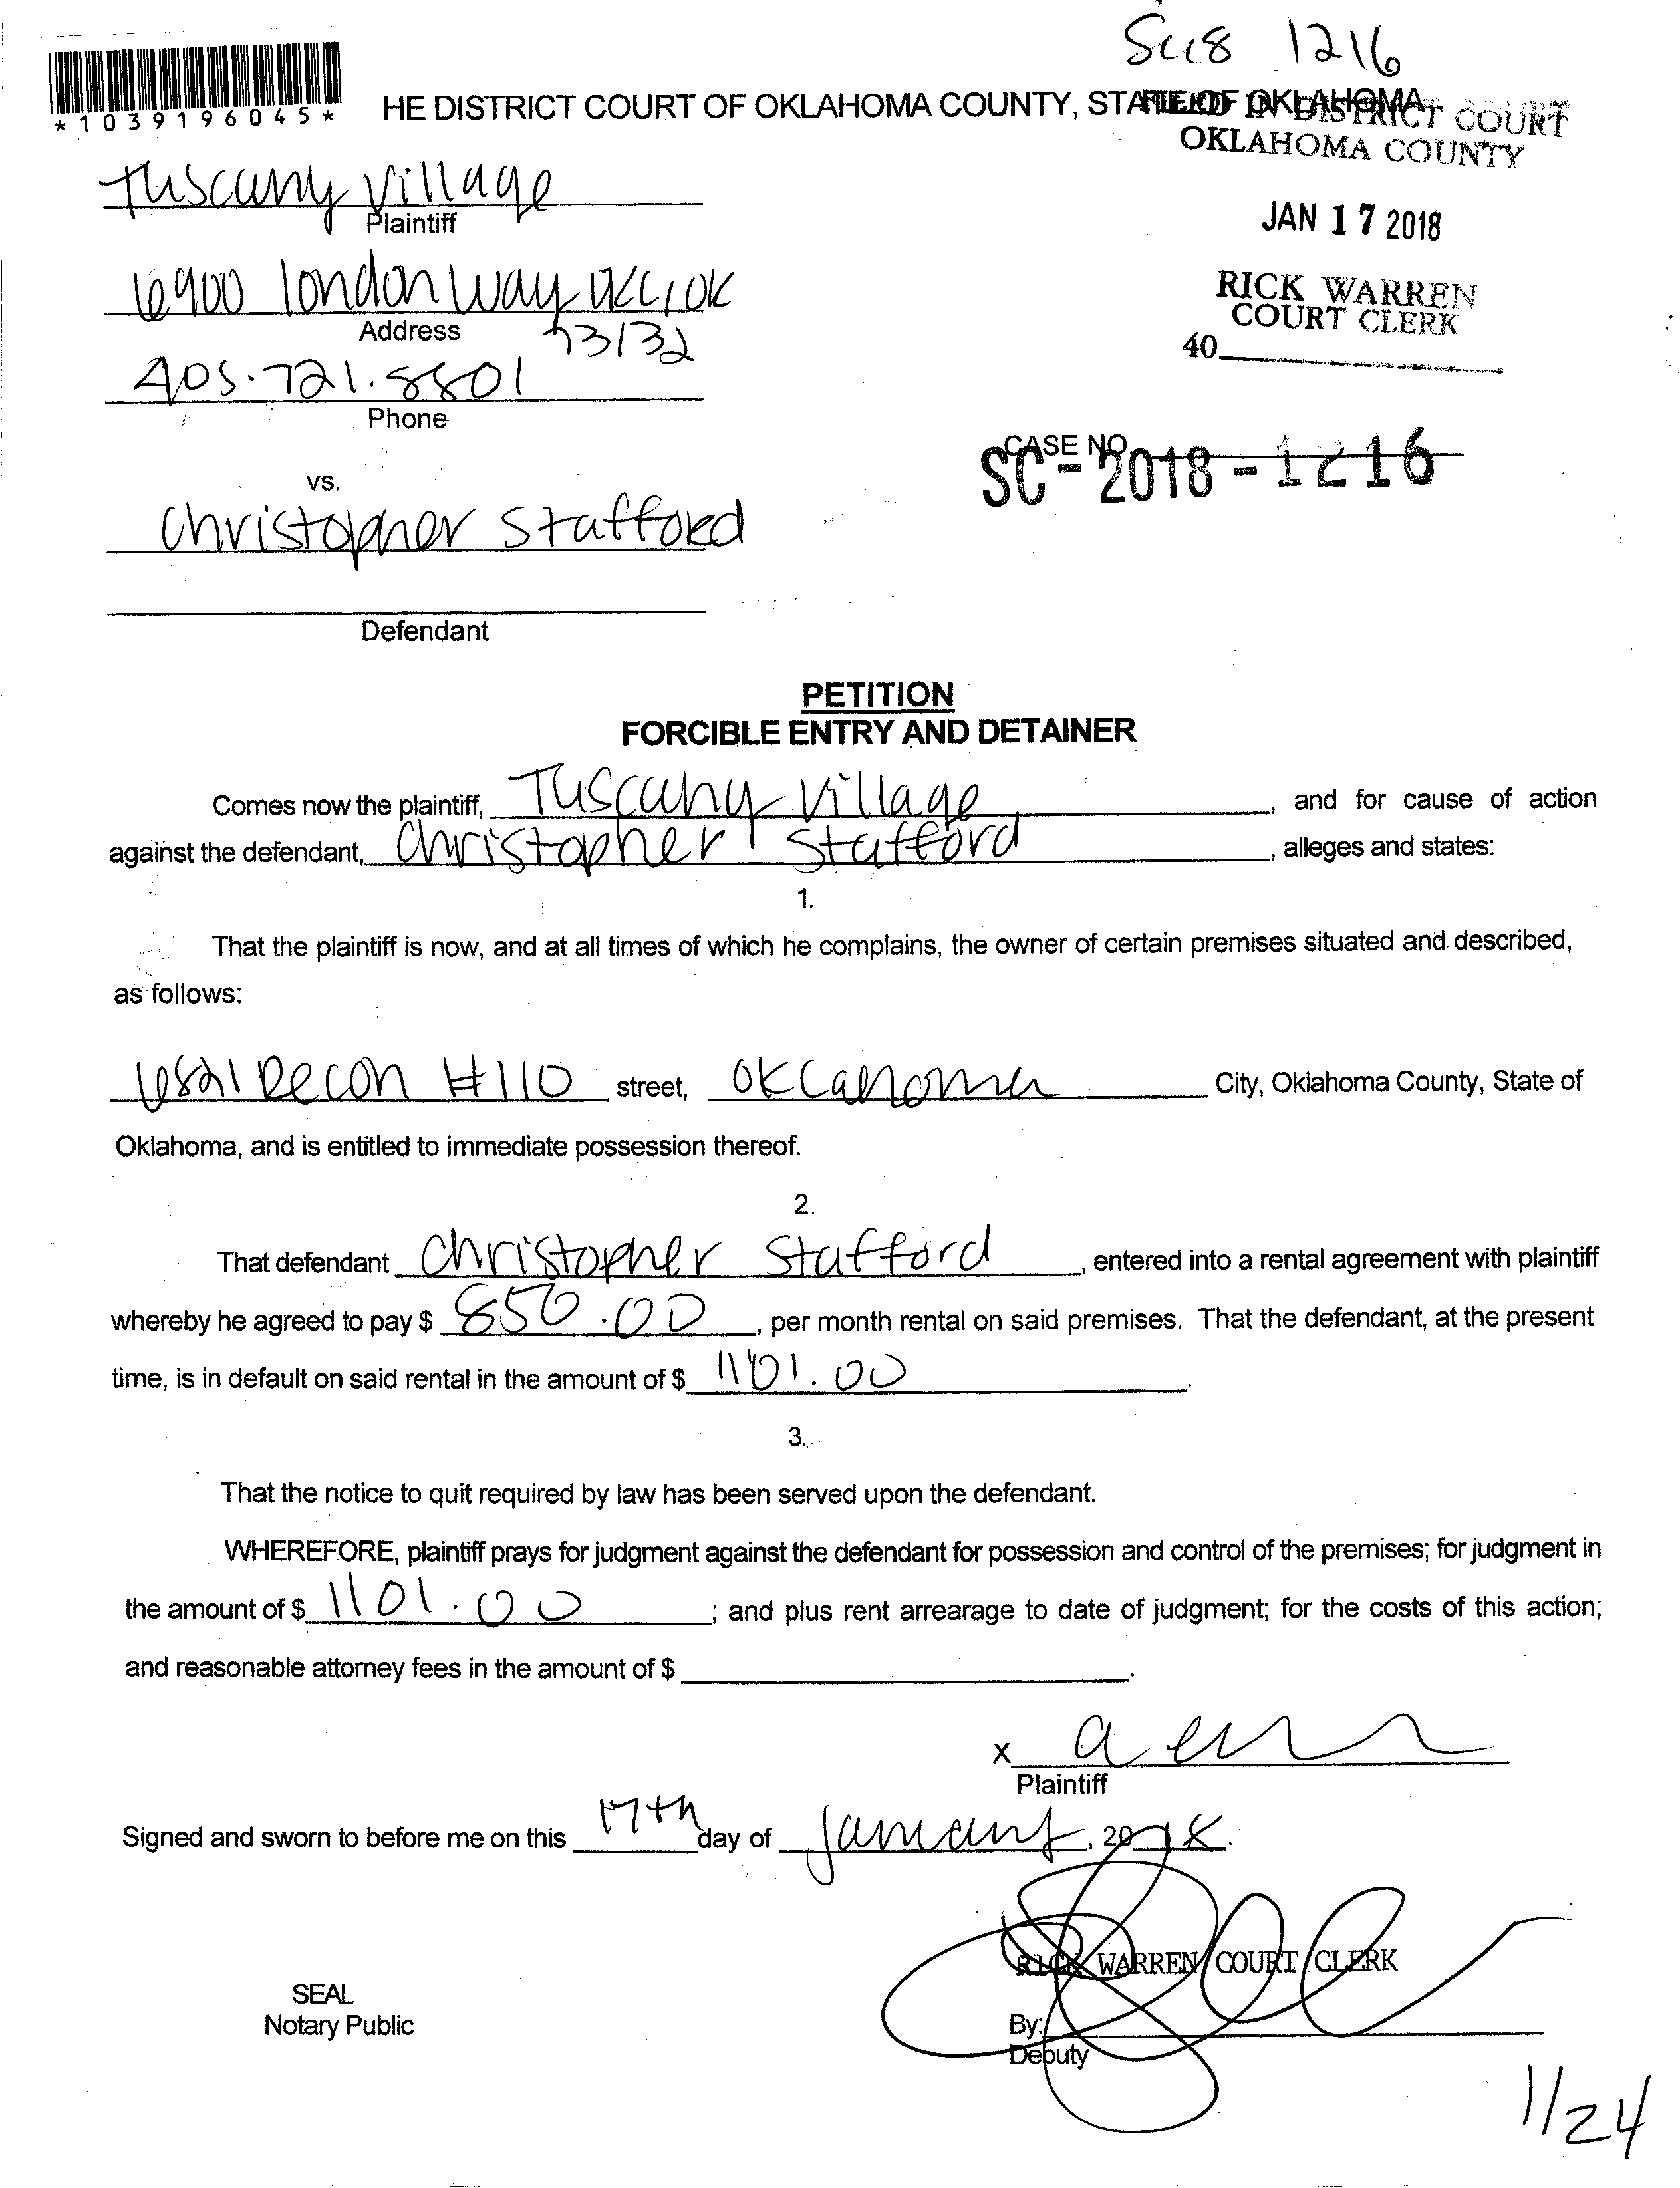 SC18 1216
*1039196045*
HE DISTRICT COURT OF OKLAHOMA COUNTY, STATE OF OKLAHOMA
FILED IN DISTRICT COURT
OKLAHOMA COUNTY
Tuscany Village
Plaintiff
JAN 17 2018
6900 London Way OKC, OK
Address 73132
RICK WARREN
COURT CLERK
40
405.721.8801
Phone
CASE NO.
SC-2018-1216
vs.
Christopher Stafford
Defendant
PETITION
FORCIBLE ENTRY AND DETAINER
Comes now the plaintiff, Tuscany Village, and for cause of action
against the defendant, Christopher Stafford, alleges and states:
1.
That the plaintiff is now, and at all times of which he complains, the owner of certain premises situated and described,
as follows:
6821 Decon #110 street, Oklahoma City, Oklahoma County, State of
Oklahoma, and is entitled to immediate possession thereof.
2.
That defendant Christopher Stafford, entered into a rental agreement with plaintiff
whereby he agreed to pay $ 850.00, per month rental on said premises. That the defendant, at the present
time, is in default on said rental in the amount of $ 1101.00.
3.
That the notice to quit required by law has been served upon the defendant.
WHEREFORE, plaintiff prays for judgment against the defendant for possession and control of the premises; for judgment in
the amount of $ 1101.00; and plus rent arrearage to date of judgment; for the costs of this action;
and reasonable attorney fees in the amount of $ .
X
Plaintiff
Signed and sworn to before me on this 17th day of January, 2018.
RICK WARREN COURT CLERK
SEAL
Notary Public
By:
Deputy
1/24